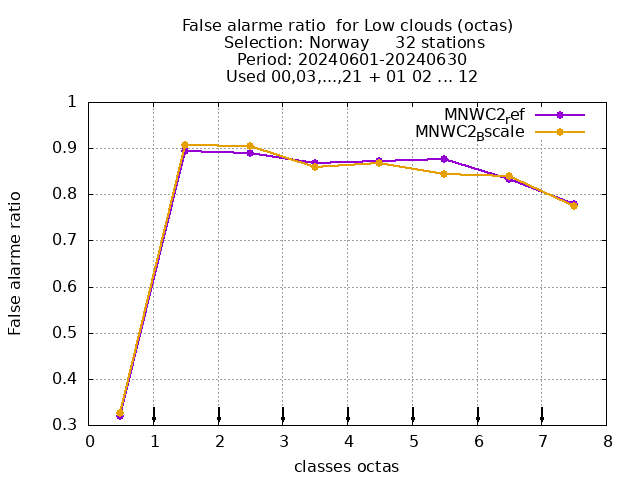 False alarme ratio  for Low clouds (octas)
Selection: Norway     32 stations
Period: 20240601-20240630
Used 00,03,...,21 + 01 02 ... 12
MNWC2ref
MNWC2Bscale
1
0.9
0.8
0.7
0.6
0.5
0.4
0.3
False alarme ratio
0 1 2 3 4 5 6 7 8
classes octas